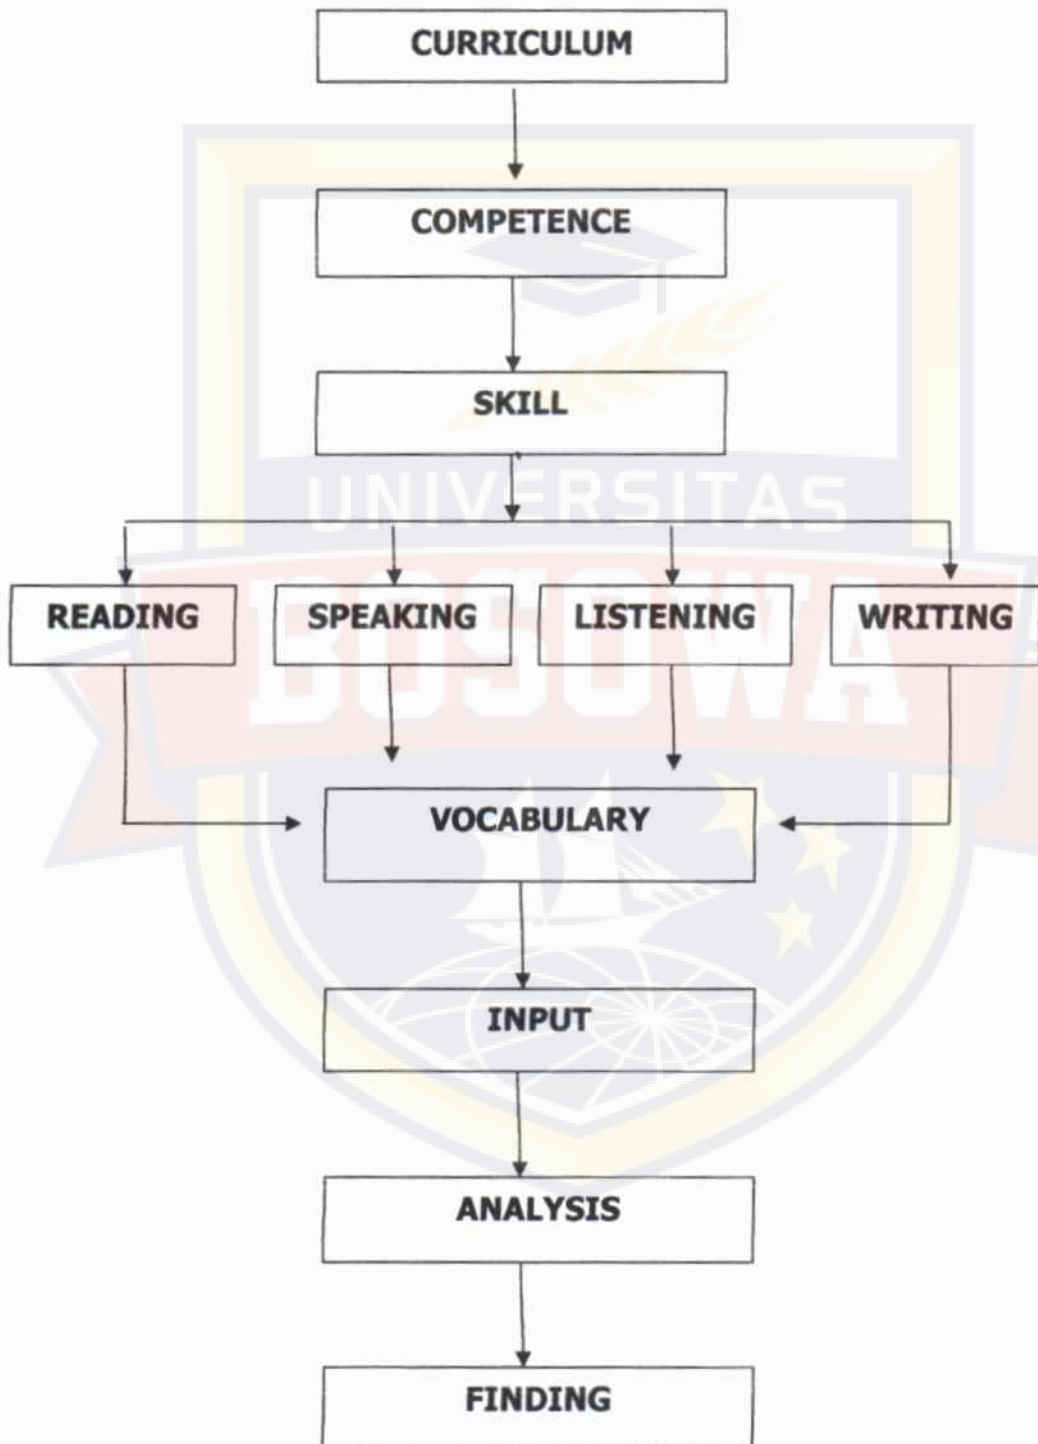 CURRICULUM
COMPETENCE
SKILL
UNIVERSITAS
READING SPEAKING LISTENING WRITING
BOSOWA
VOCABULARY
INPUT
ANALYSIS
FINDING